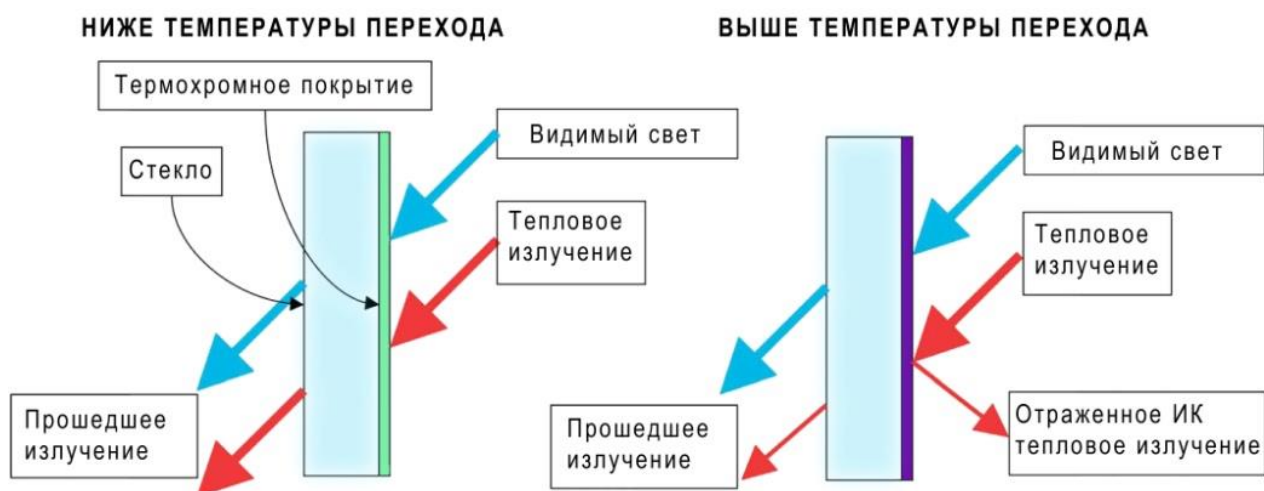 НИЖЕ ТЕМПЕРАТУРЫ ПЕРЕХОДА
Термохромное покрытие
Стекло
Видимый свет
Тепловое
излучение
Прошедшее
излучение
ВЫШЕ ТЕМПЕРАТУРЫ ПЕРЕХОДА
Видимый свет
Тепловое
излучение
Прошедшее
излучение
Отраженное ИК
тепловое излучение